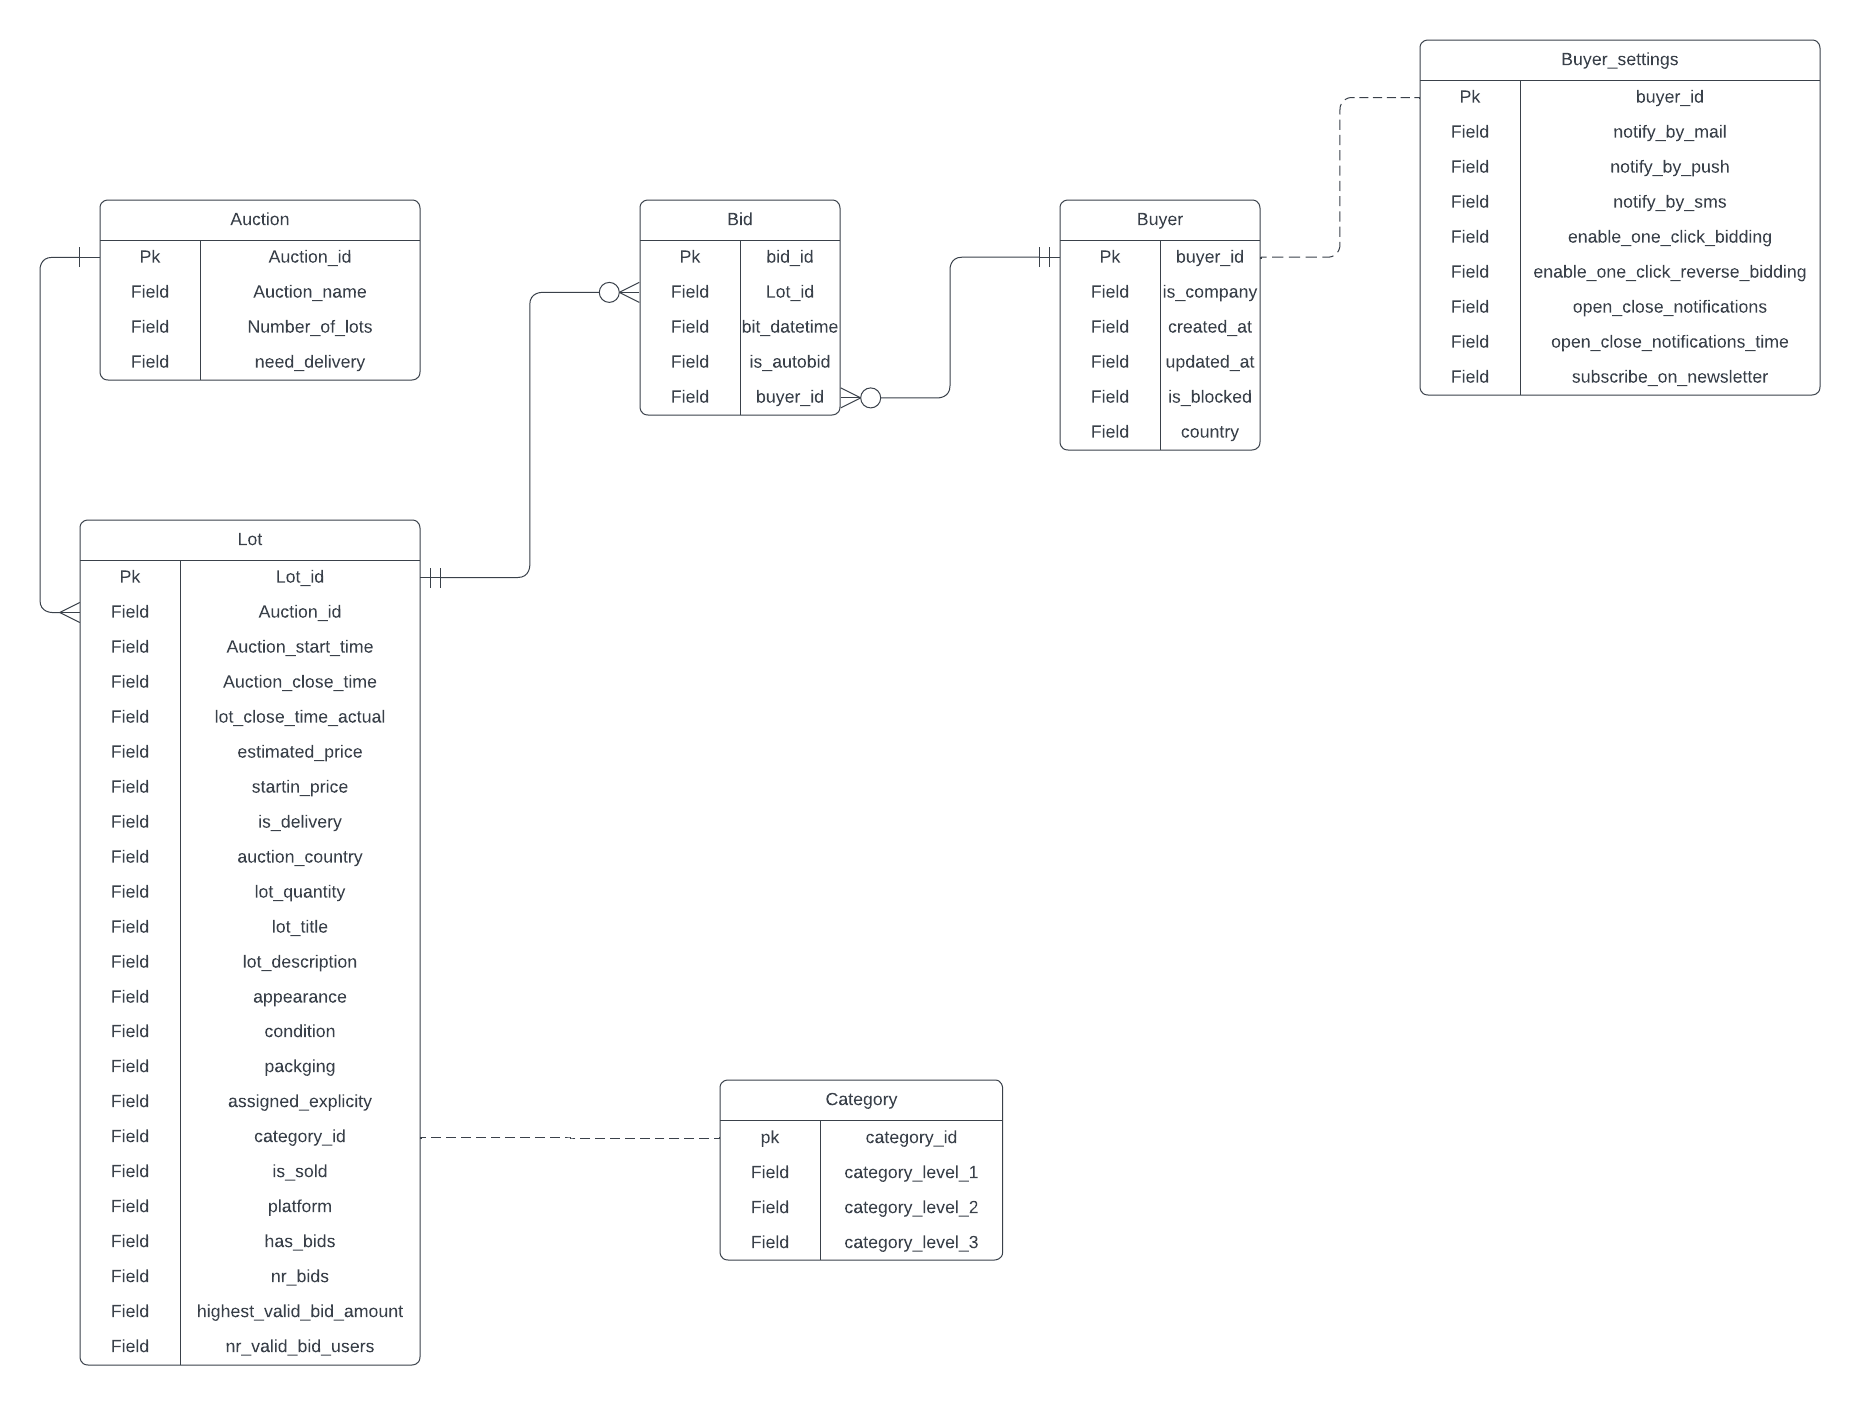 Buyer_settings
Pk buyer_id
Field notify_by_mail
Field notify_by_push
Field notify_by_sms
Field enable_one_click_bidding
Field enable_one_click_reverse_bidding
Field open_close_notifications
Field open_close_notifications_time
Field subscribe_on_newsletter
Auction
Pk Auction_id
Field Auction_name
Field Number_of_lots
Field need_delivery
Bid
Pk bid_id
Field Lot_id
Field bit_datetime
Field is_autobid
Field buyer_id
Buyer
Pk buyer_id
Field is_company
Field created_at
Field updated_at
Field is_blocked
Field country
Lot
Pk Lot_id
Field Auction_id
Field Auction_start_time
Field Auction_close_time
Field lot_close_time_actual
Field estimated_price
Field startin_price
Field is_delivery
Field auction_country
Field lot_quantity
Field lot_title
Field lot_description
Field appearance
Field condition
Field packging
Field assigned_explicity
Field category_id
Field is_sold
Field platform
Field has_bids
Field nr_bids
Field highest_valid_bid_amount
Field nr_valid_bid_users
Category
pk category_id
Field category_level_1
Field category_level_2
Field category_level_3